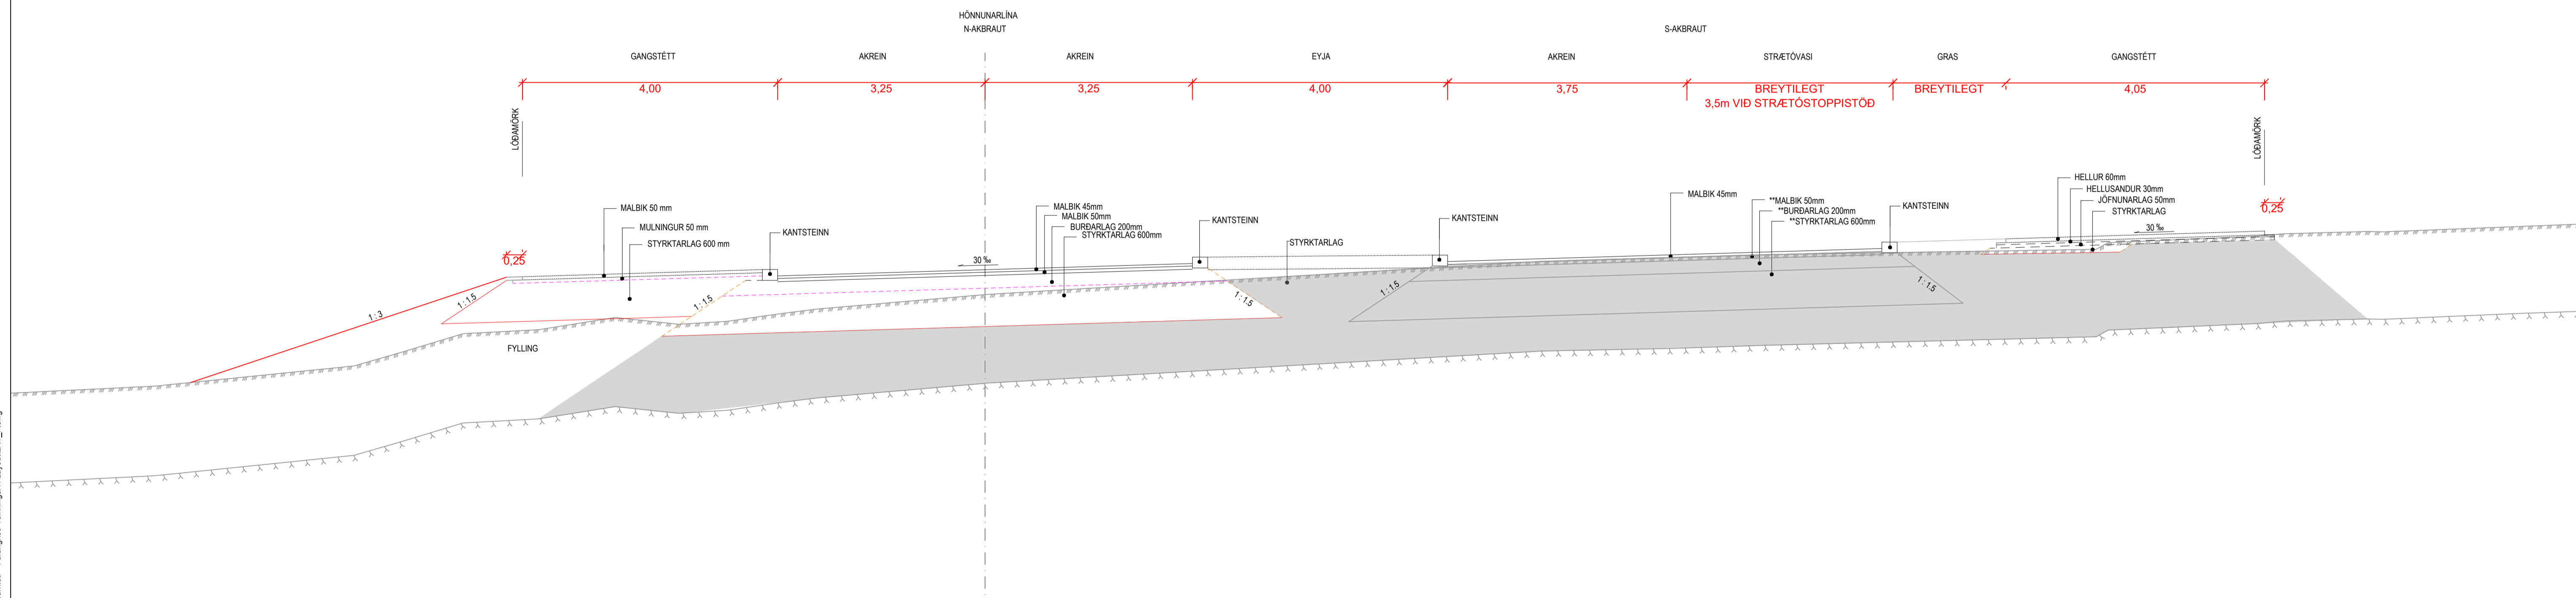 HÖNNUNARLÍNA
N-AKBRAUT
S-AKBRAUT
GANGSTÉTT
AKREIN
AKREIN
EYJA
AKREIN
STRÆTÓVASI
GRAS
GANGSTÉTT
4,00
3,25
3,25
4,00
3,75
BREYTILEGT
3,5m VIÐ STRÆTÓSTOPPISTÖÐ
BREYTILEGT
4,05
LÓÐAMÖRK
LÓÐAMÖRK
0,25
0,25
MALBIK 50 mm
MULNINGUR 50 mm
STYRKTARLAG 600 mm
KANTSTEINN
30 ‰
MALBIK 45mm
MALBIK 50mm
BURÐARLAG 200mm
STYRKTARLAG 600mm
KANTSTEINN
STYRKTARLAG
KANTSTEINN
MALBIK 45mm
**MALBIK 50mm
**BURÐARLAG 200mm
**STYRKTARLAG 600mm
KANTSTEINN
HELLUR 60mm
HELLUSANDUR 30mm
JÖFNUNARLAG 50mm
STYRKTARLAG
30 ‰
1 : 3
1 : 1.5
1 : 1.5
1 : 1.5
1 : 1.5
1 : 1.5
FYLLING